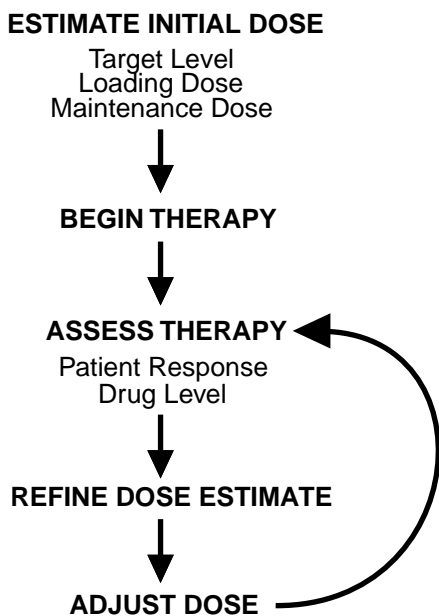 ESTIMATE INITIAL DOSE
Target Level
Loading Dose
Maintenance Dose
BEGIN THERAPY
ASSESS THERAPY
Patient Response
Drug Level
REFINE DOSE ESTIMATE
ADJUST DOSE